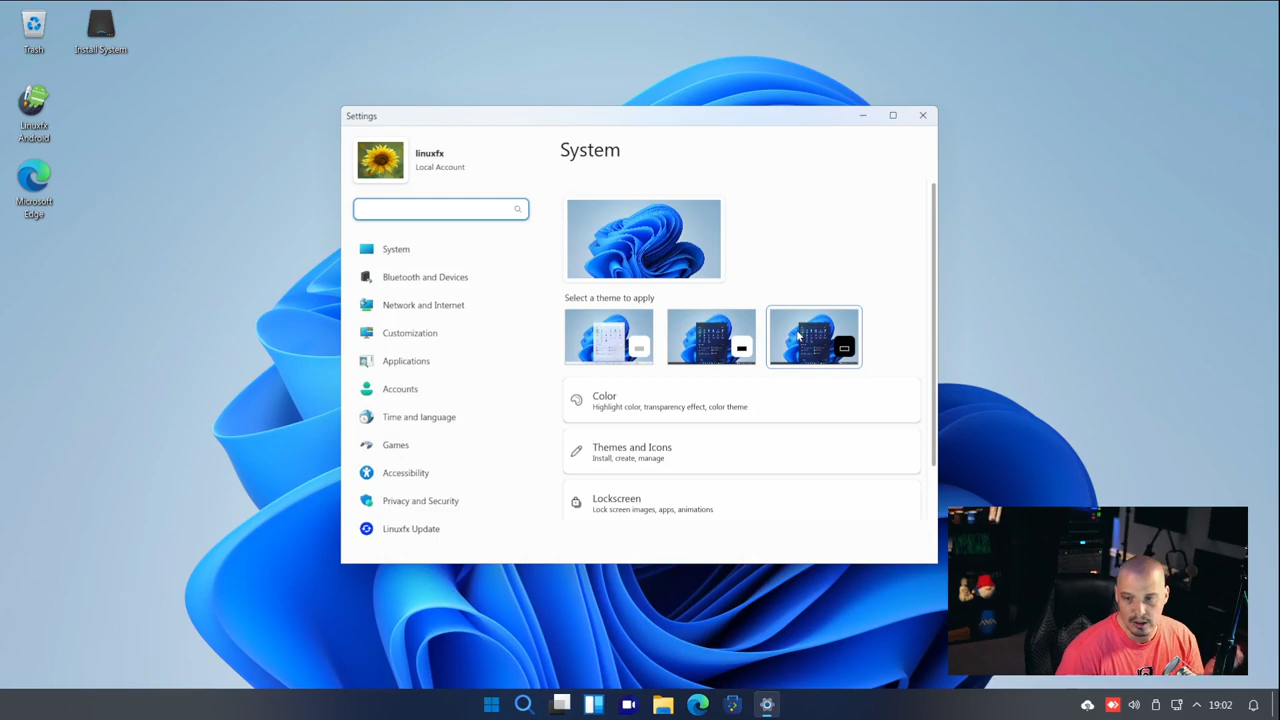 Trash
Install System
Linuxfx
Android
Microsoft
Edge
Settings
linuxfx
Local Account
System
Bluetooth and Devices
Network and Internet
Customization
Applications
Accounts
Time and language
Games
Accessibility
Privacy and Security
Linuxfx Update
System
Select a theme to apply
Color
Highlight color, transparency effect, color theme
Themes and Icons
Install, create, manage
Lockscreen
Lock screen images, apps, animations
19:02